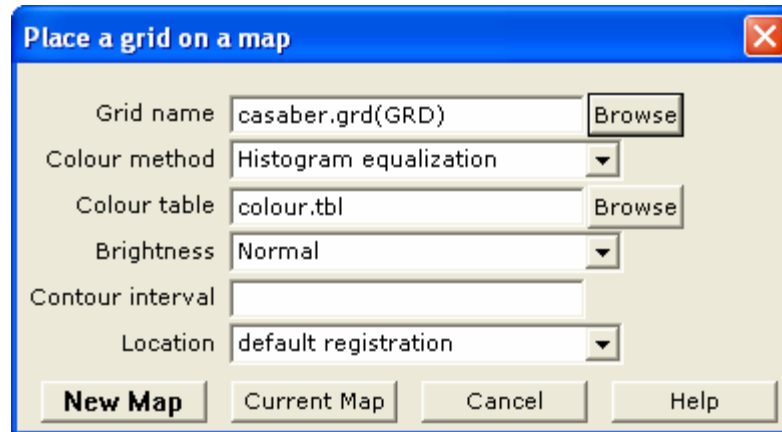 Place a grid on a map
Grid name casaber.grd(GRD) Browse
Colour method Histogram equalization
Colour table colour.tbl Browse
Brightness Normal
Contour interval
Location default registration
New Map Current Map Cancel Help